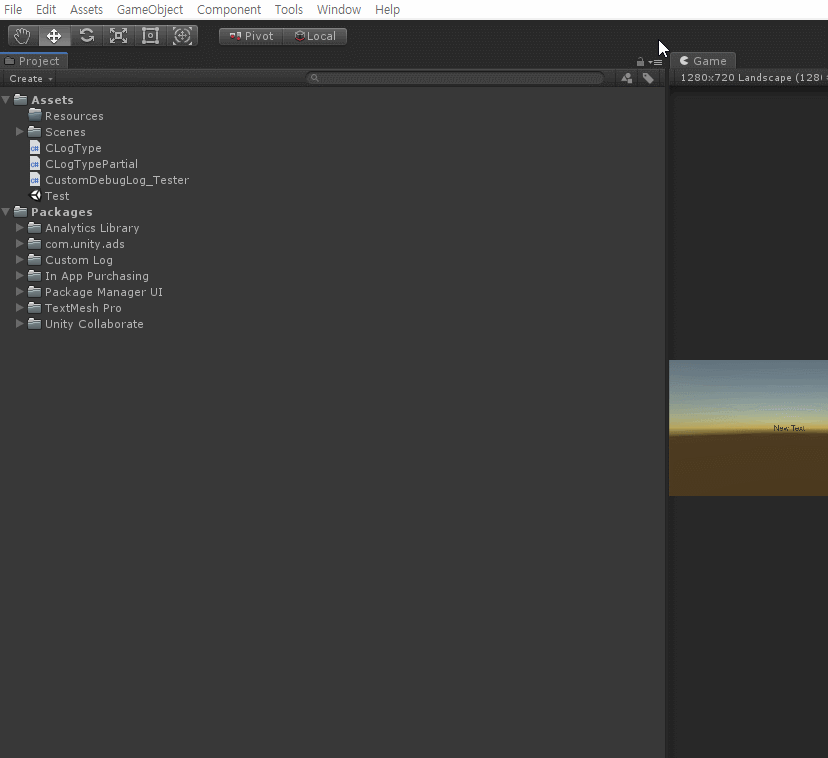 File Edit Assets GameObject Component Tools Window Help
Pivot Local
Project
Game
Create
1280x720 Landscape (128
Assets
Resources
Scenes
CLogType
CLogTypePartial
CustomDebugLog_Tester
Test
Packages
Analytics Library
com.unity.ads
Custom Log
In App Purchasing
Package Manager UI
TextMesh Pro
Unity Collaborate
New Text